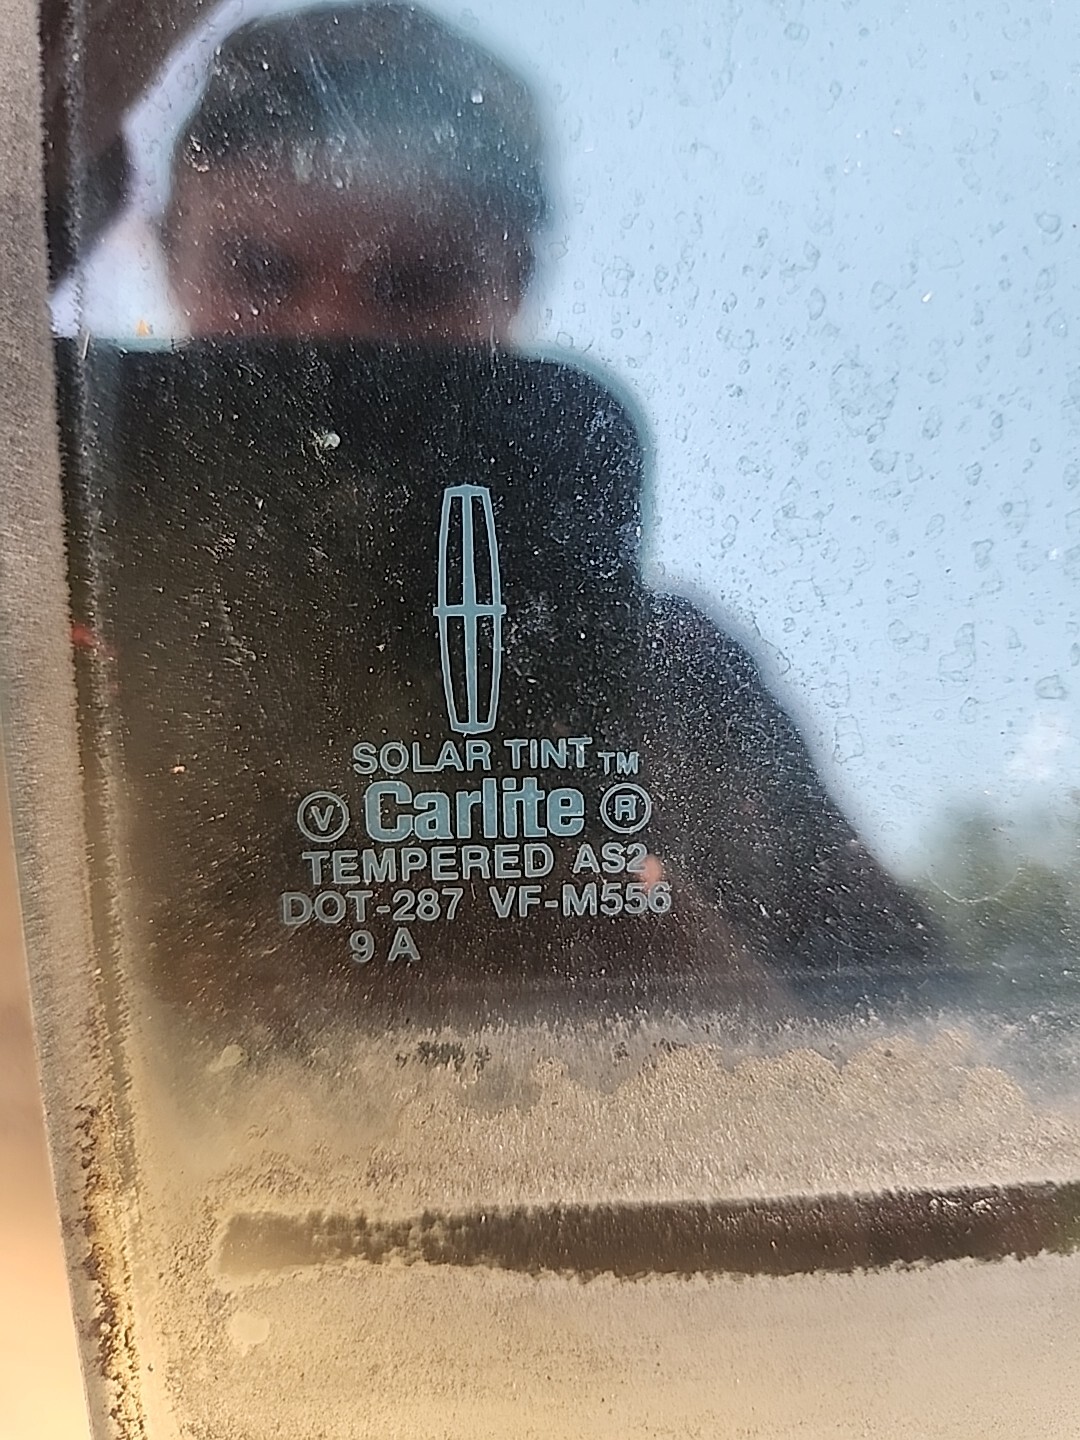 SOLAR TINT TM
V Carlite R
TEMPERED AS2
DOT-287 VF-M556
9 A